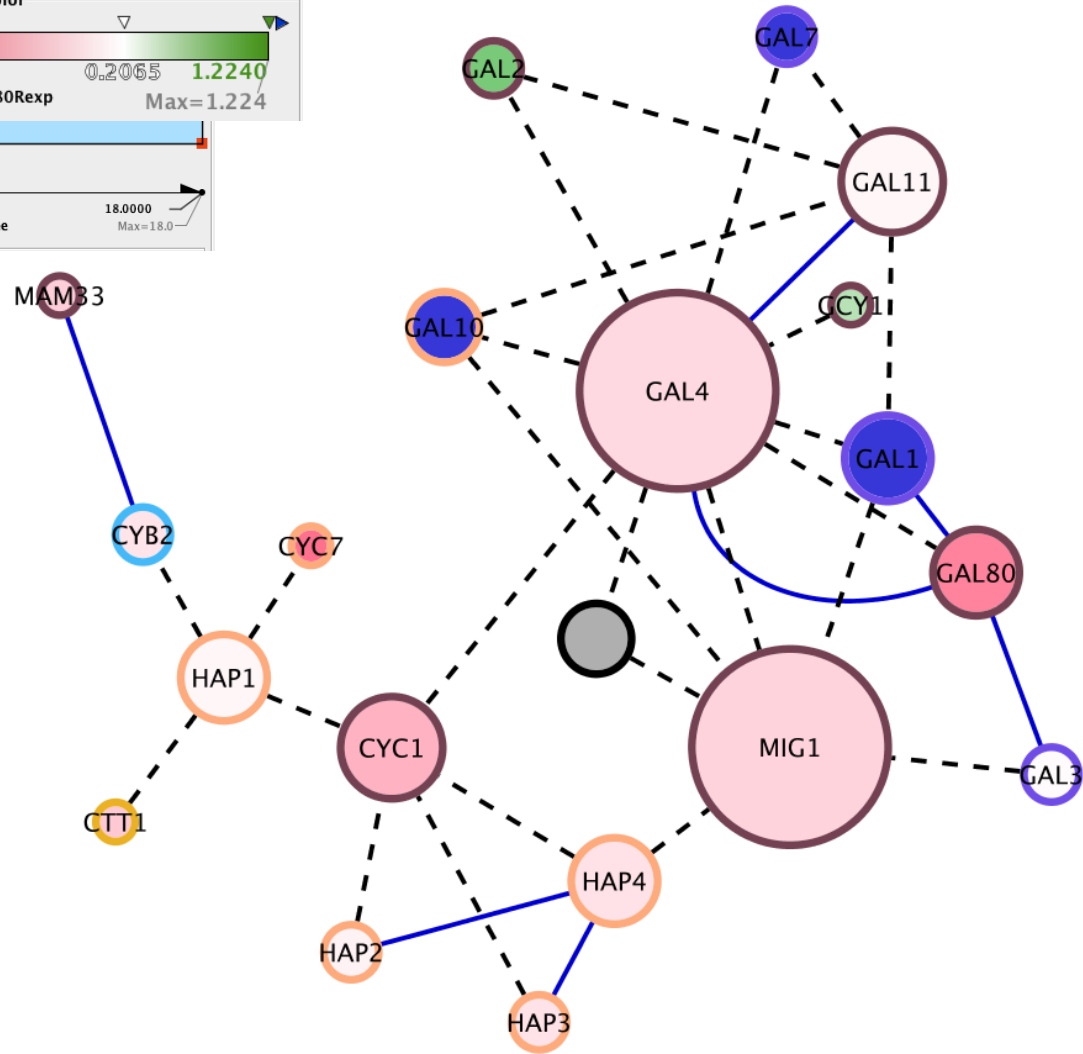 0.2065 1.2240
Max=1.224
18.0000
Max=18.0
GAL7
GAL2
GAL11
MAM33
GCY1
GAL10
GAL4
GAL1
CYB2
CYC7
GAL80
HAP1
CYC1
MIG1
GAL3
CTT1
HAP4
HAP2
HAP3